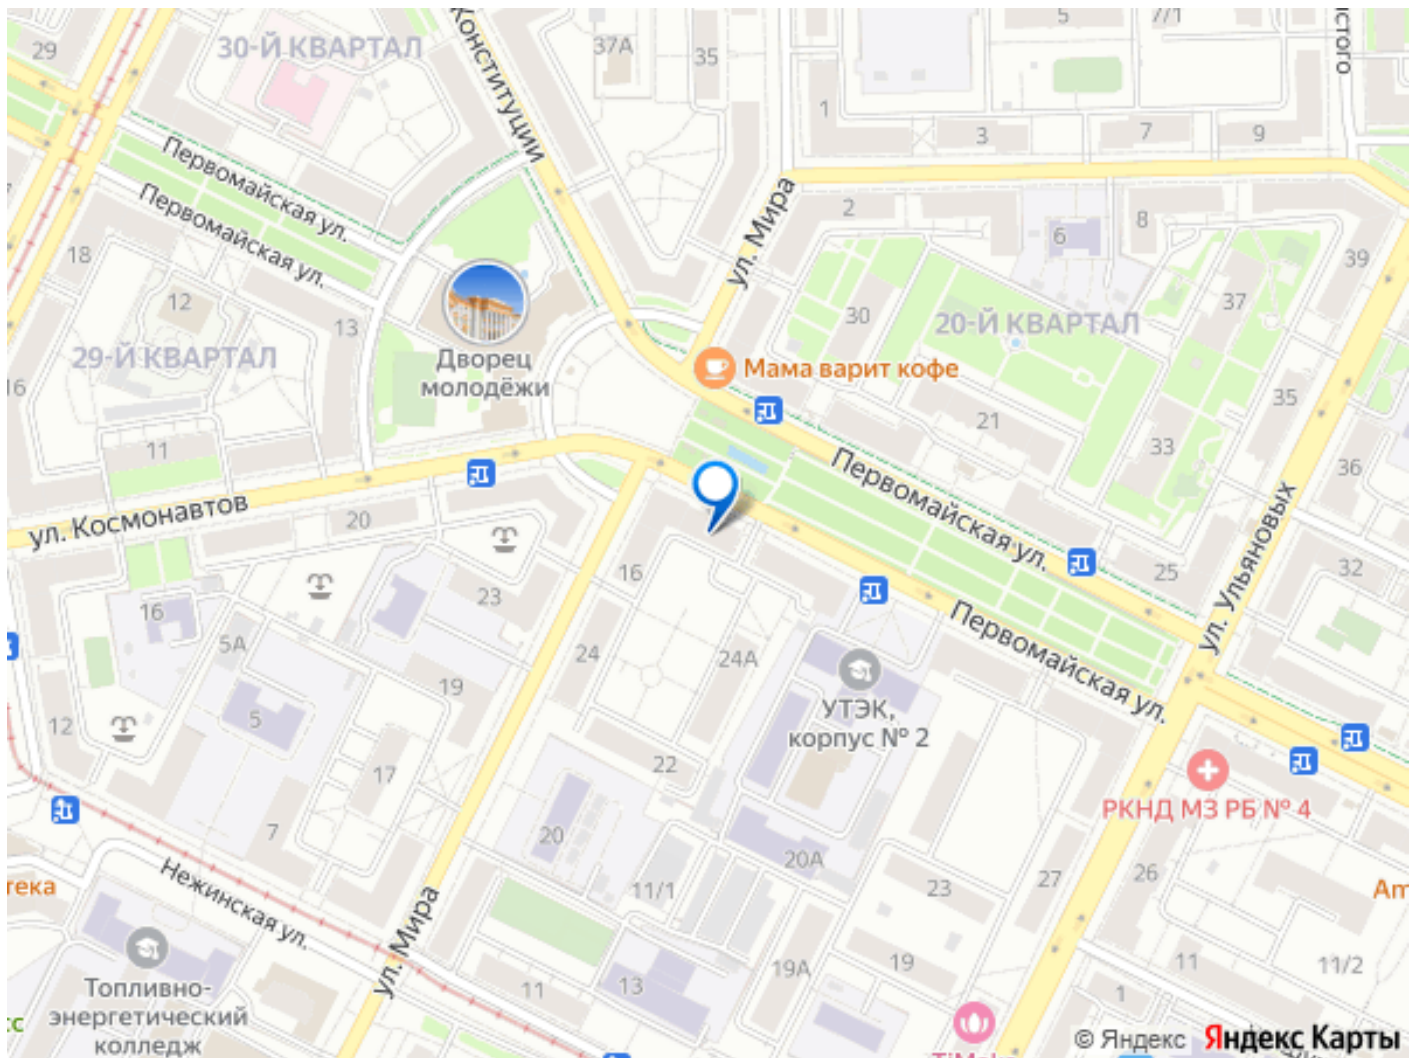 29
30-Й КВАРТАЛ
Конституции
37А
35
5
7/1
1
3
7
9
Первомайская ул.
Первомайская ул.
ул. Мира
2
6
8
39
18
12
13
29-Й КВАРТАЛ
16
11
Дворец
молодёжи
30
20-Й КВАРТАЛ
37
Мама варит кофе
21
35
33
36
ул. Космонавтов
20
Первомайская ул.
ул. Ульяновых
25
32
16
23
16
5А
24
24А
Первомайская ул.
19
5
12
УТЭК,
корпус № 2
17
22
РКНД МЗ РБ № 4
7
20
20А
11/1
23
27
26
Нежинская ул.
ул. Мира
19А
19
11
11/2
13
11
1
Топливно-
энергетический
колледж
© Яндекс Яндекс Карты